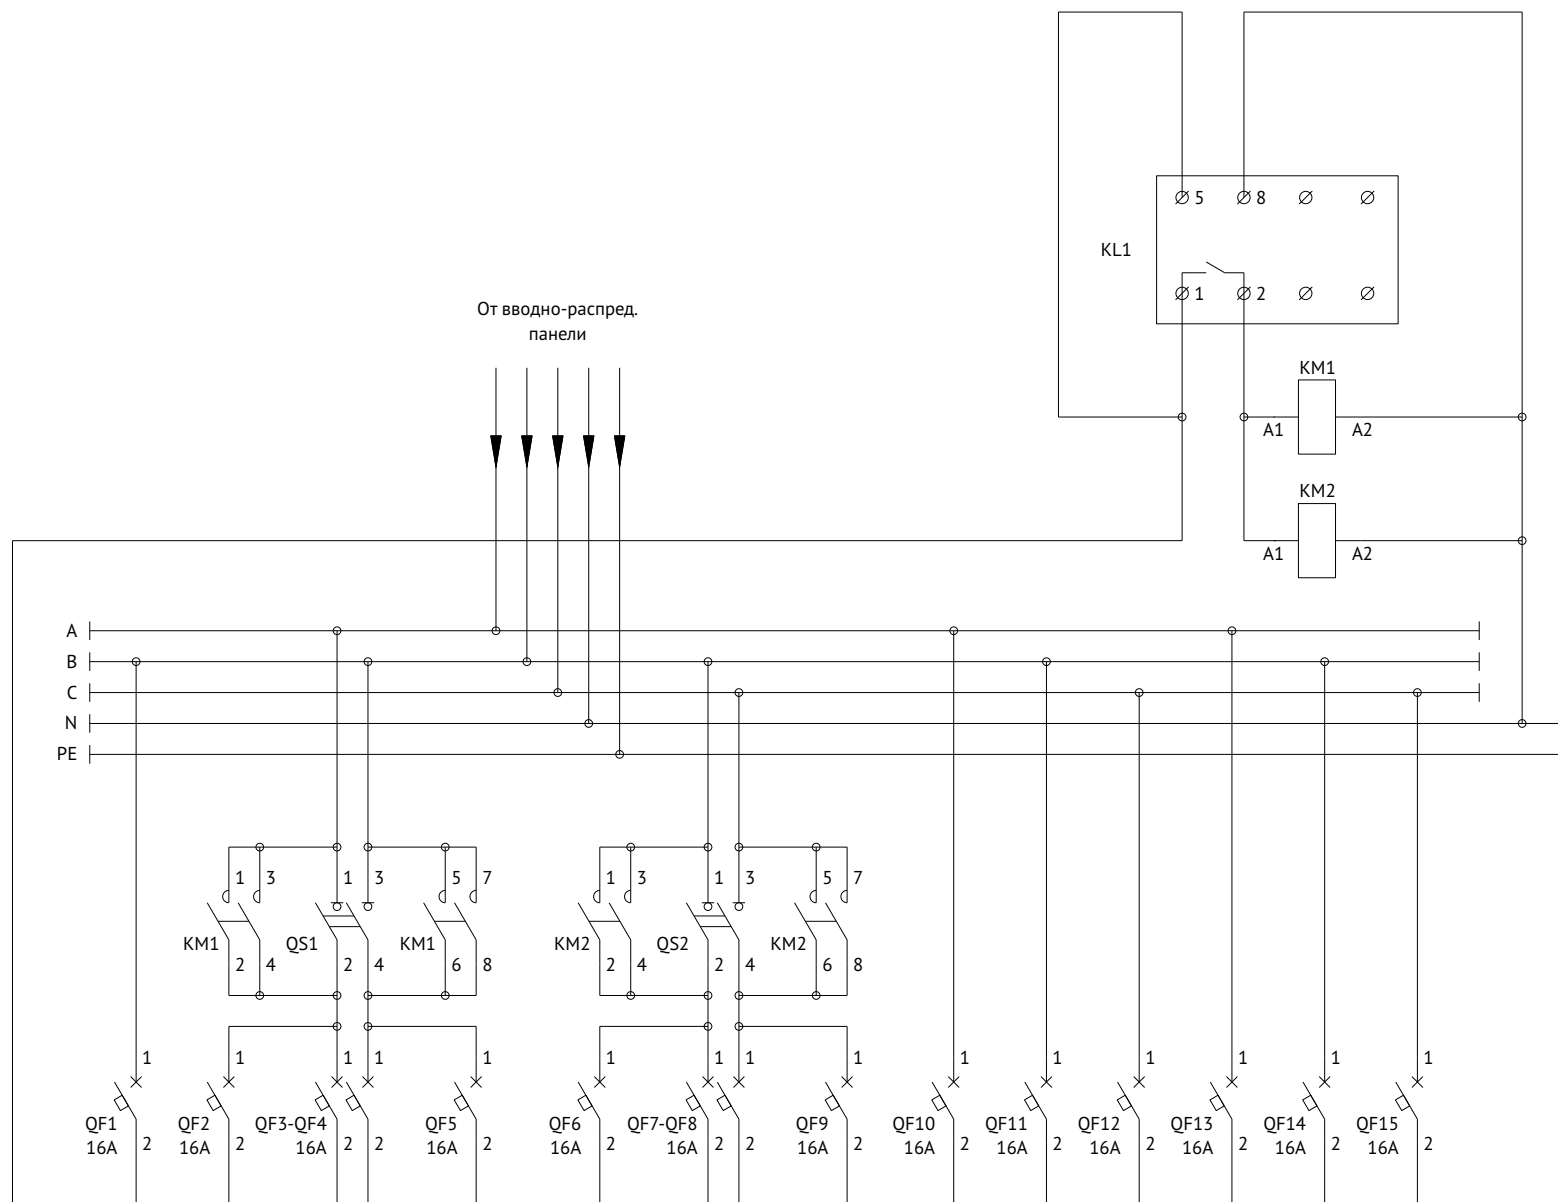 5 8
KL1
1 2
От вводно-распред.
панели
KM1
A1 A2
KM2
A1 A2
A
B
C
N
PE
1 3 1 3 5 7 1 3 1 3 5 7
KM1 QS1 KM1 KM2 QS2 KM2
2 4 2 4 6 8 2 4 2 4 6 8
1 1 1 1 1 1 1 1 1 1 1 1 1 1 1
QF1 QF2 QF3-QF4 QF5 QF6 QF7-QF8 QF9 QF10 QF11 QF12 QF13 QF14 QF15
16A 2 16A 2 16A 2 2 16A 2 16A 2 16A 2 2 16A 2 16A 2 16A 2 16A 2 16A 2 16A 2 16A 2